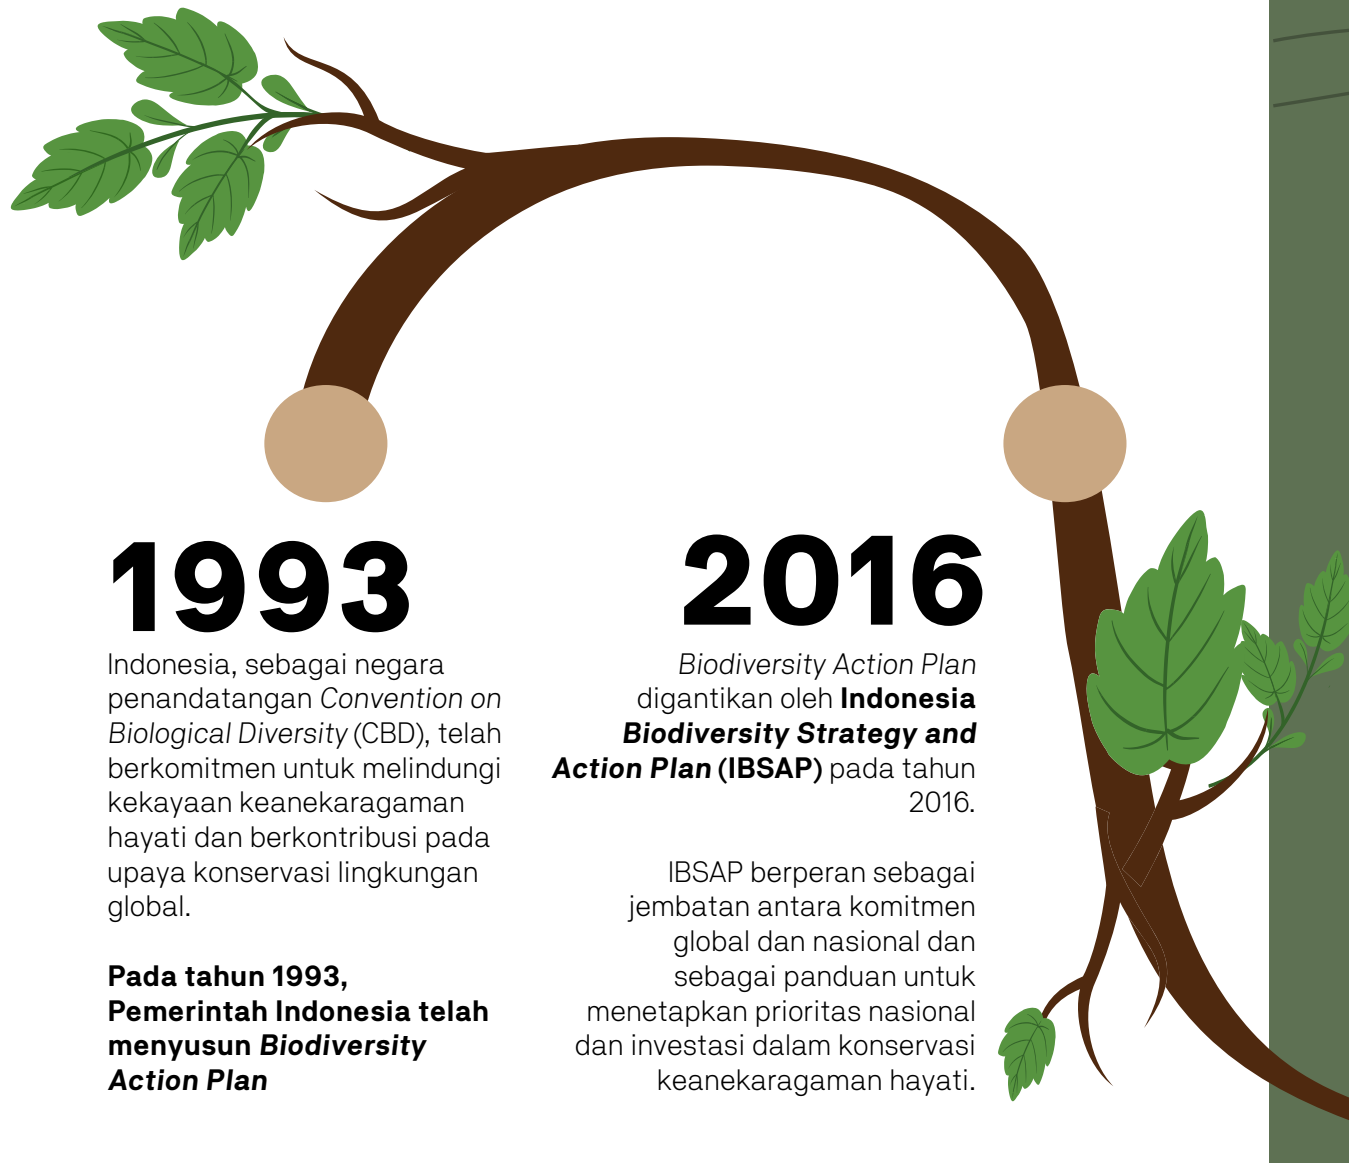 1993
Indonesia, sebagai negara
penandatangan Convention on
Biological Diversity (CBD), telah
berkomitmen untuk melindungi
kekayaan keanekaragaman
hayati dan berkontribusi pada
upaya konservasi lingkungan
global.
Pada tahun 1993,
Pemerintah Indonesia telah
menyusun Biodiversity
Action Plan
2016
Biodiversity Action Plan
digantikan oleh Indonesia
Biodiversity Strategy and
Action Plan (IBSAP) pada tahun
2016.
IBSAP berperan sebagai
jembatan antara komitmen
global dan nasional dan
sebagai panduan untuk
menetapkan prioritas nasional
dan investasi dalam konservasi
keanekaragaman hayati.